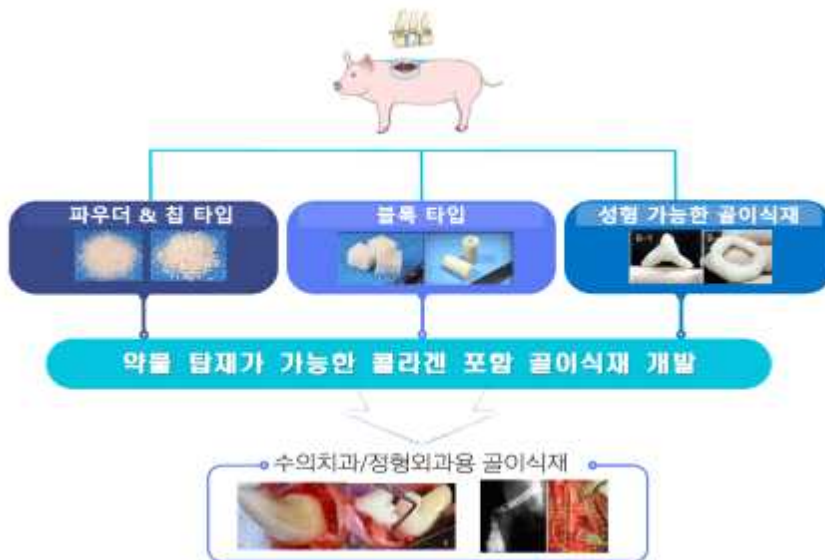 파우더 & 칩 타입
블록 타입
성형 가능한 골이식재
약물 탑재가 가능한 콜라겐 포함 골이식재 개발
수의치과/정형외과용 골이식재